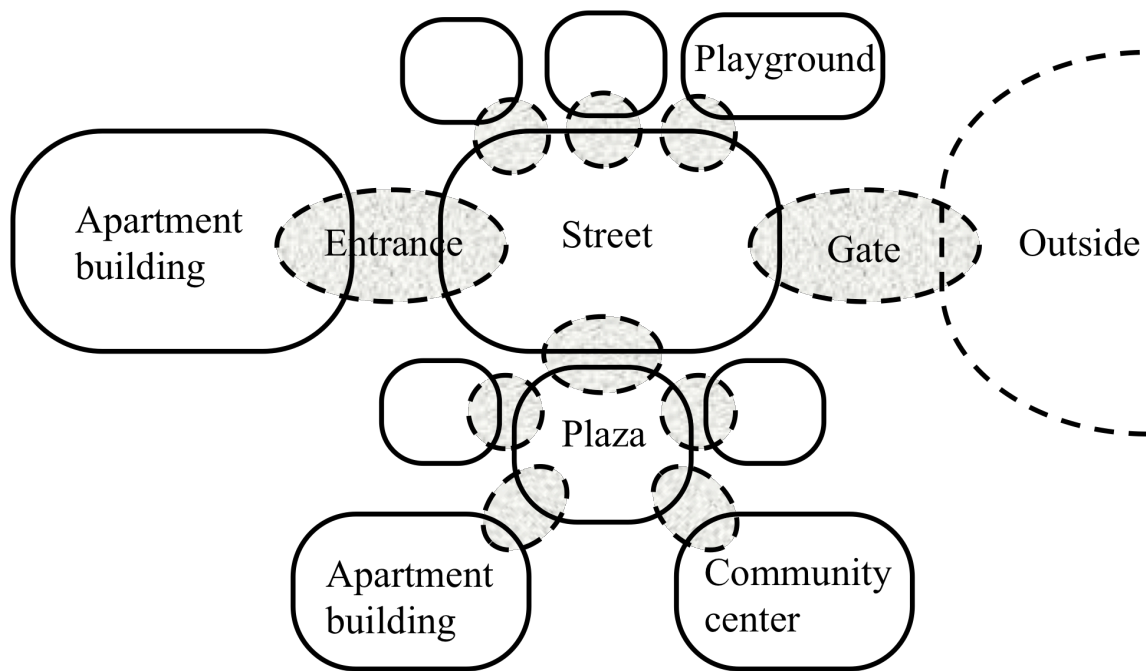 Playground
Apartment
building
Entrance
Street
Gate
Outside
Plaza
Apartment
building
Community
center